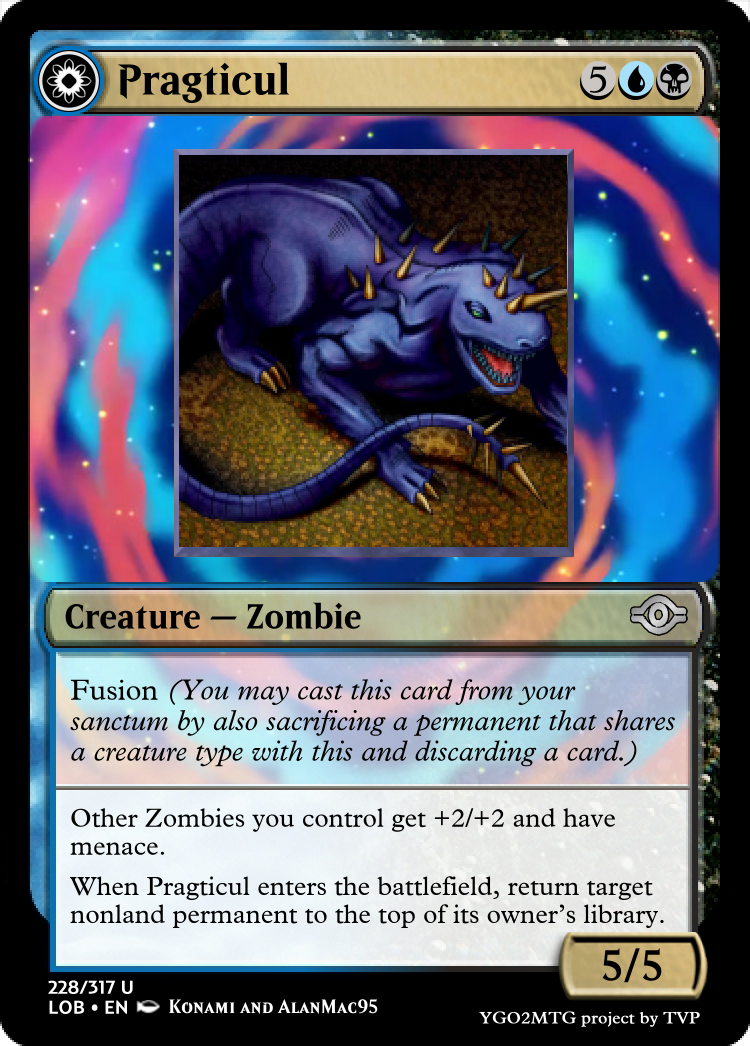 Pragticul 5
Creature — Zombie
Fusion (You may cast this card from your
sanctum by also sacrificing a permanent that shares
a creature type with this and discarding a card.)
Other Zombies you control get +2/+2 and have
menace.
When Pragticul enters the battlefield, return target
nonland permanent to the top of its owner's library.
5/5
228/317 U
LOB • EN Konami and AlanMac95
YGO2MTG project by TVP